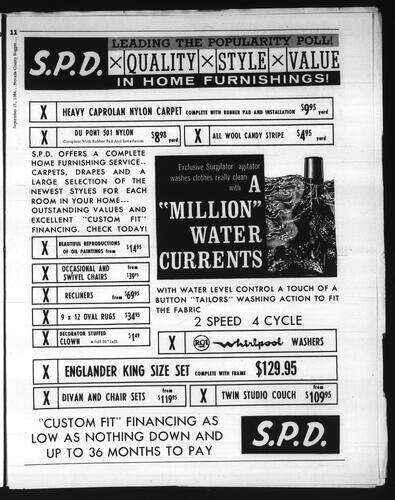 11
September 17, 1964. Nevada County Nugget.
LEADING THE POPULARITY POLL!
S.P.D. X QUALITY X STYLE X VALUE
IN HOME FURNISHINGS!
X HEAVY CAPROLAN NYLON CARPET COMPLETE WITH RUBBER PAD AND INSTALLATION $9.95 yard
X DU PONT 501 NYLON $8.98 yard
Complete With Rubber Pad And Installation
X ALL WOOL CANDY STRIPE $4.95 yard
S.P.D. OFFERS A COMPLETE
HOME FURNISHING SERVICE--
CARPETS, DRAPES AND A
LARGE SELECTION OF THE
NEWEST STYLES FOR EACH
ROOM IN YOUR HOME---
OUTSTANDING VALUES AND
EXCELLENT "CUSTOM FIT"
FINANCING. CHECK TODAY!
Exclusive Surgilator agitator
washes clothes really clean
with
A
"MILLION"
WATER
CURRENTS
X BEAUTIFUL REPRODUCTIONS
OF OIL PAINTINGS from $14.95
X OCCASIONAL AND
SWIVEL CHAIRS from $39.95
X RECLINERS from $69.95
X 9 x 12 OVAL RUGS $34.95
X DECORATOR STUFFED
CLOWN a full 30" tall $1.49
WITH WATER LEVEL CONTROL A TOUCH OF A
BUTTON "TAILORS" WASHING ACTION TO FIT
THE FABRIC
2 SPEED 4 CYCLE
X RCA Whirlpool WASHERS
X ENGLANDER KING SIZE SET COMPLETE WITH FRAME $129.95
X DIVAN AND CHAIR SETS from $119.95
X TWIN STUDIO COUCH from $109.95
"CUSTOM FIT" FINANCING AS
LOW AS NOTHING DOWN AND
UP TO 36 MONTHS TO PAY
S.P.D.